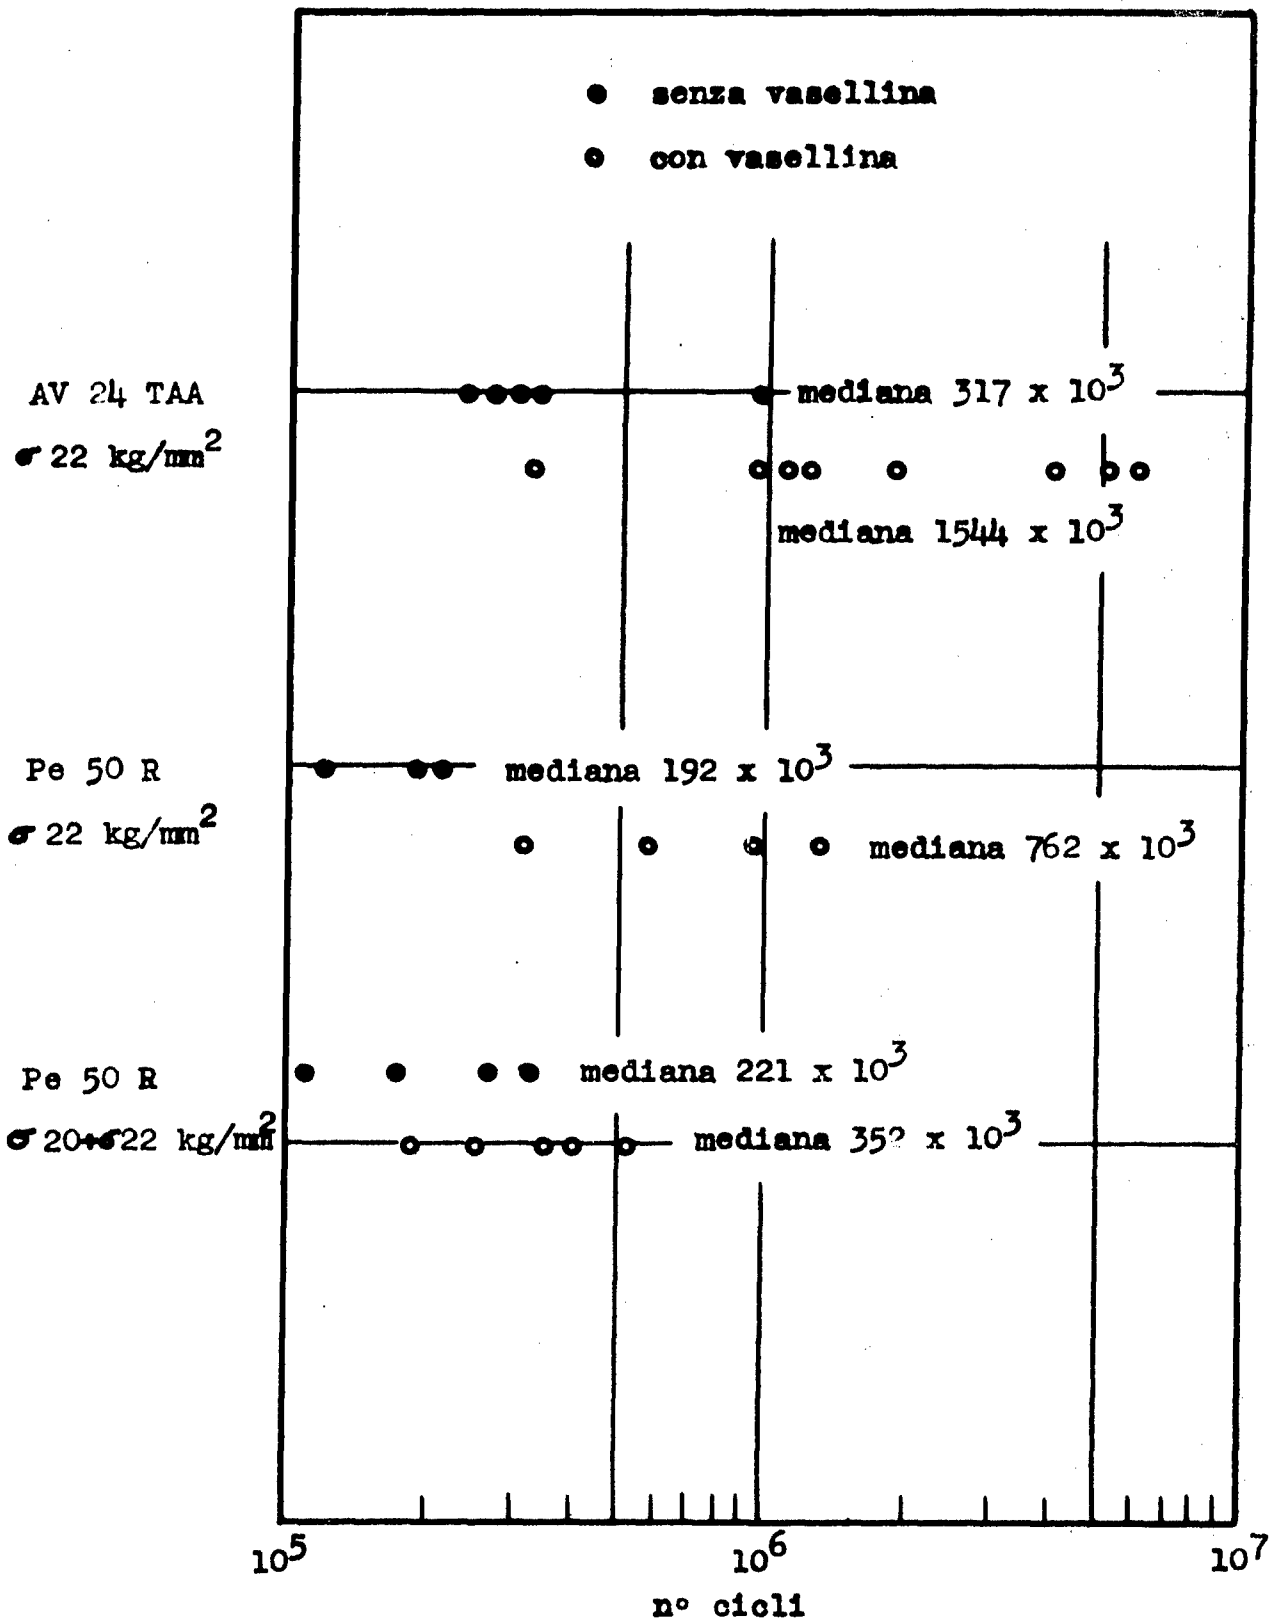 senza vasellina
con vasellina
AV 24 TAA
mediana 317 x 10³
σ 22 kg/mm²
mediana 1544 x 10³
Pe 50 R
mediana 192 x 10³
σ 22 kg/mm²
mediana 762 x 10³
Pe 50 R
mediana 221 x 10³
22 kg/mm²
mediana x 10³
10⁵ 10⁶ 10⁷
n° cicli